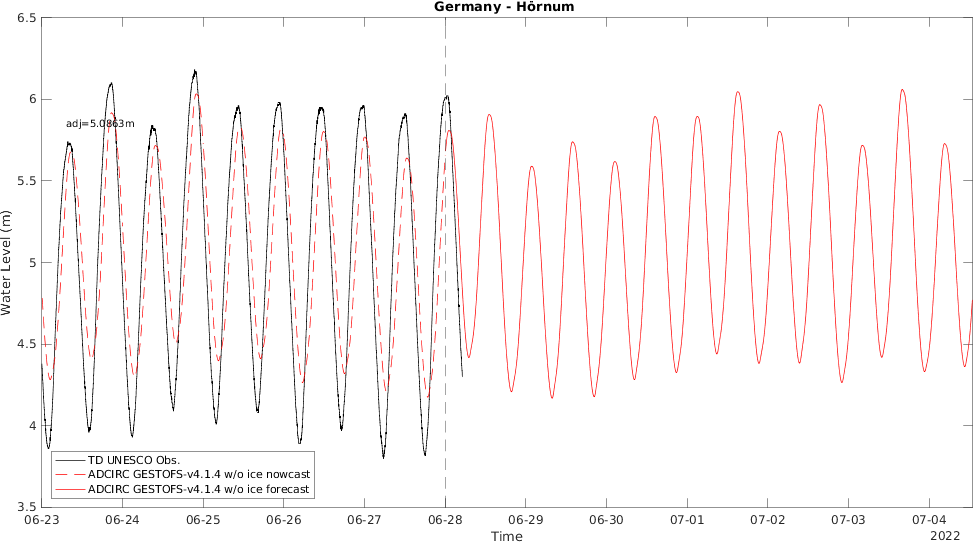 Germany - Hörnum
6.5
6
5.5
5
4.5
4
3.5
Water Level (m)
adj=5.0863m
TD UNESCO Obs.
ADCIRC GESTOFS-v4.1.4 w/o ice nowcast
ADCIRC GESTOFS-v4.1.4 w/o ice forecast
06-23 06-24 06-25 06-26 06-27 06-28 06-29 06-30 07-01 07-02 07-03 07-04
Time
2022